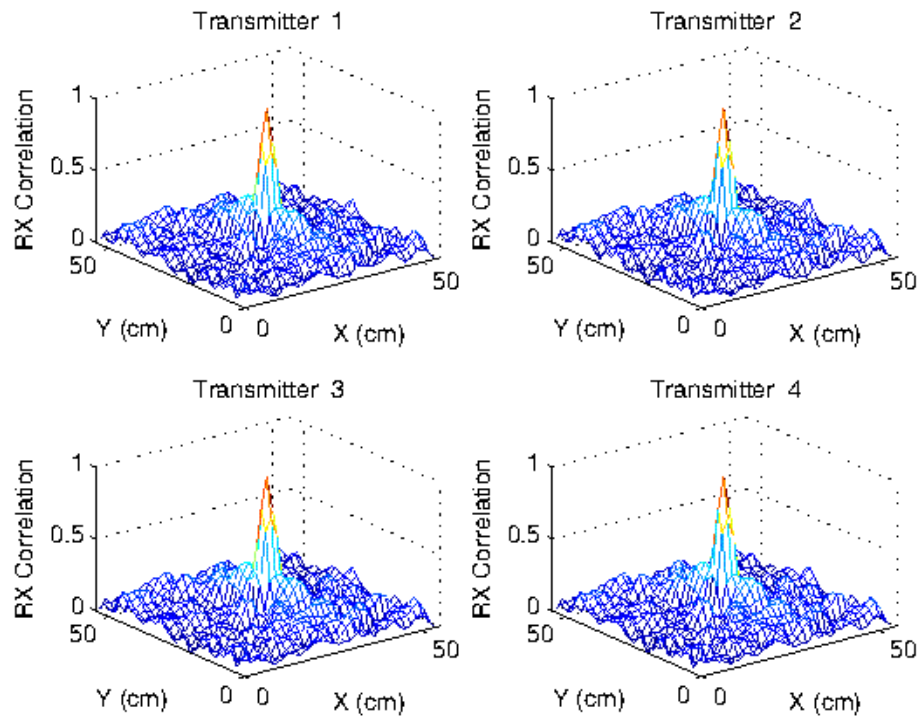 Transmitter 1
RX Correlation
1
0.5
0
50
0
0
50
Y (cm)
X (cm)
Transmitter 2
RX Correlation
1
0.5
0
50
0
0
50
Y (cm)
X (cm)
Transmitter 3
RX Correlation
1
0.5
0
50
0
0
50
Y (cm)
X (cm)
Transmitter 4
RX Correlation
1
0.5
0
50
0
0
50
Y (cm)
X (cm)